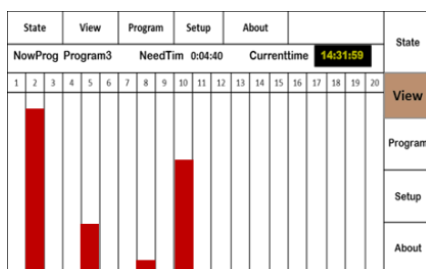 State View Program Setup About
NowProg Program3 NeedTim 0:04:40 Currenttime 14:31:59
1 2 3 4 5 6 7 8 9 10 11 12 13 14 15 16 17 18 19 20
State
View
Program
Setup
About